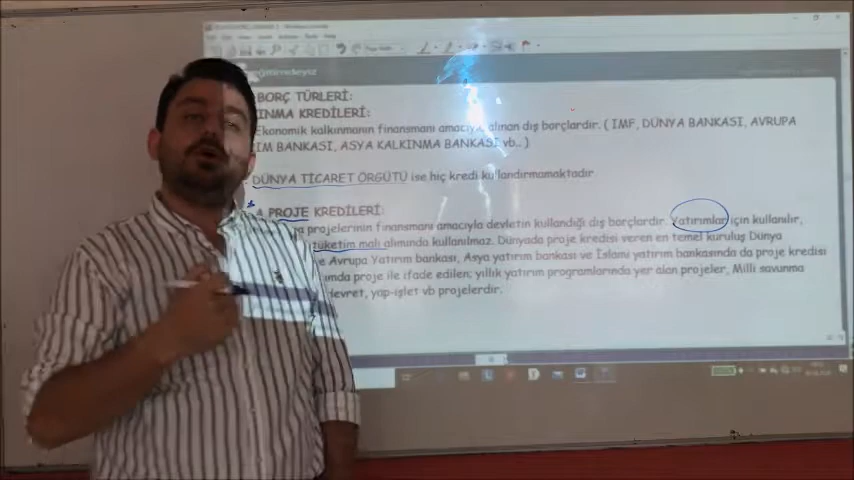 eğitimdeyiz
BORÇ TÜRLERİ:
INMA KREDİLERİ:
Ekonomik kalkınmanın finansmanı amacıyla alınan dış borçlardır. ( IMF, DÜNYA BANKASI, AVRUPA
IM BANKASI, ASYA KALKINMA BANKASI vb.. )
DÜNYA TİCARET ÖRGÜTÜ ise hiç kredi kullandırmamaktadır
A PROJE KREDİLERİ:
projelerinin finansmanı amacıyla devletin kullandığı dış borçlardır. Yatırımlar için kullanılır,
tüketim malı alımında kullanılmaz. Dünyada proje kredisi veren en temel kuruluş Dünya
Avrupa Yatırım bankası, Asya yatırım bankası ve İslami yatırım bankasında da proje kredisi
mda proje ile ifade edilen; yıllık yatırım programlarında yer alan projeler, Milli savunma
devret, yap-işlet vb projelerdir.